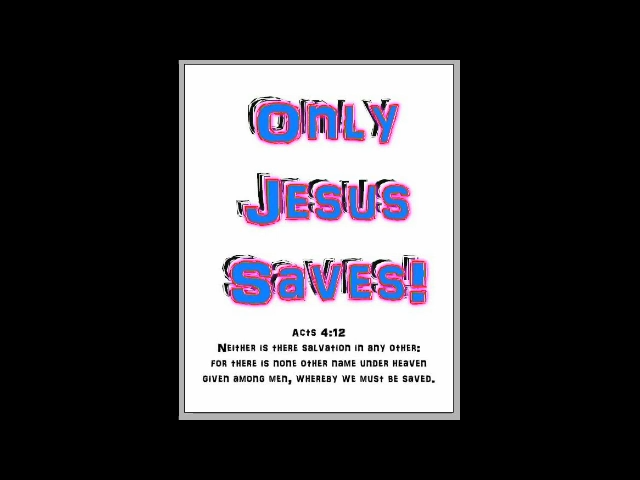 Only
Jesus
Saves!
Acts 4:12
Neither is there salvation in any other:
for there is none other name under heaven
given among men, whereby we must be saved.